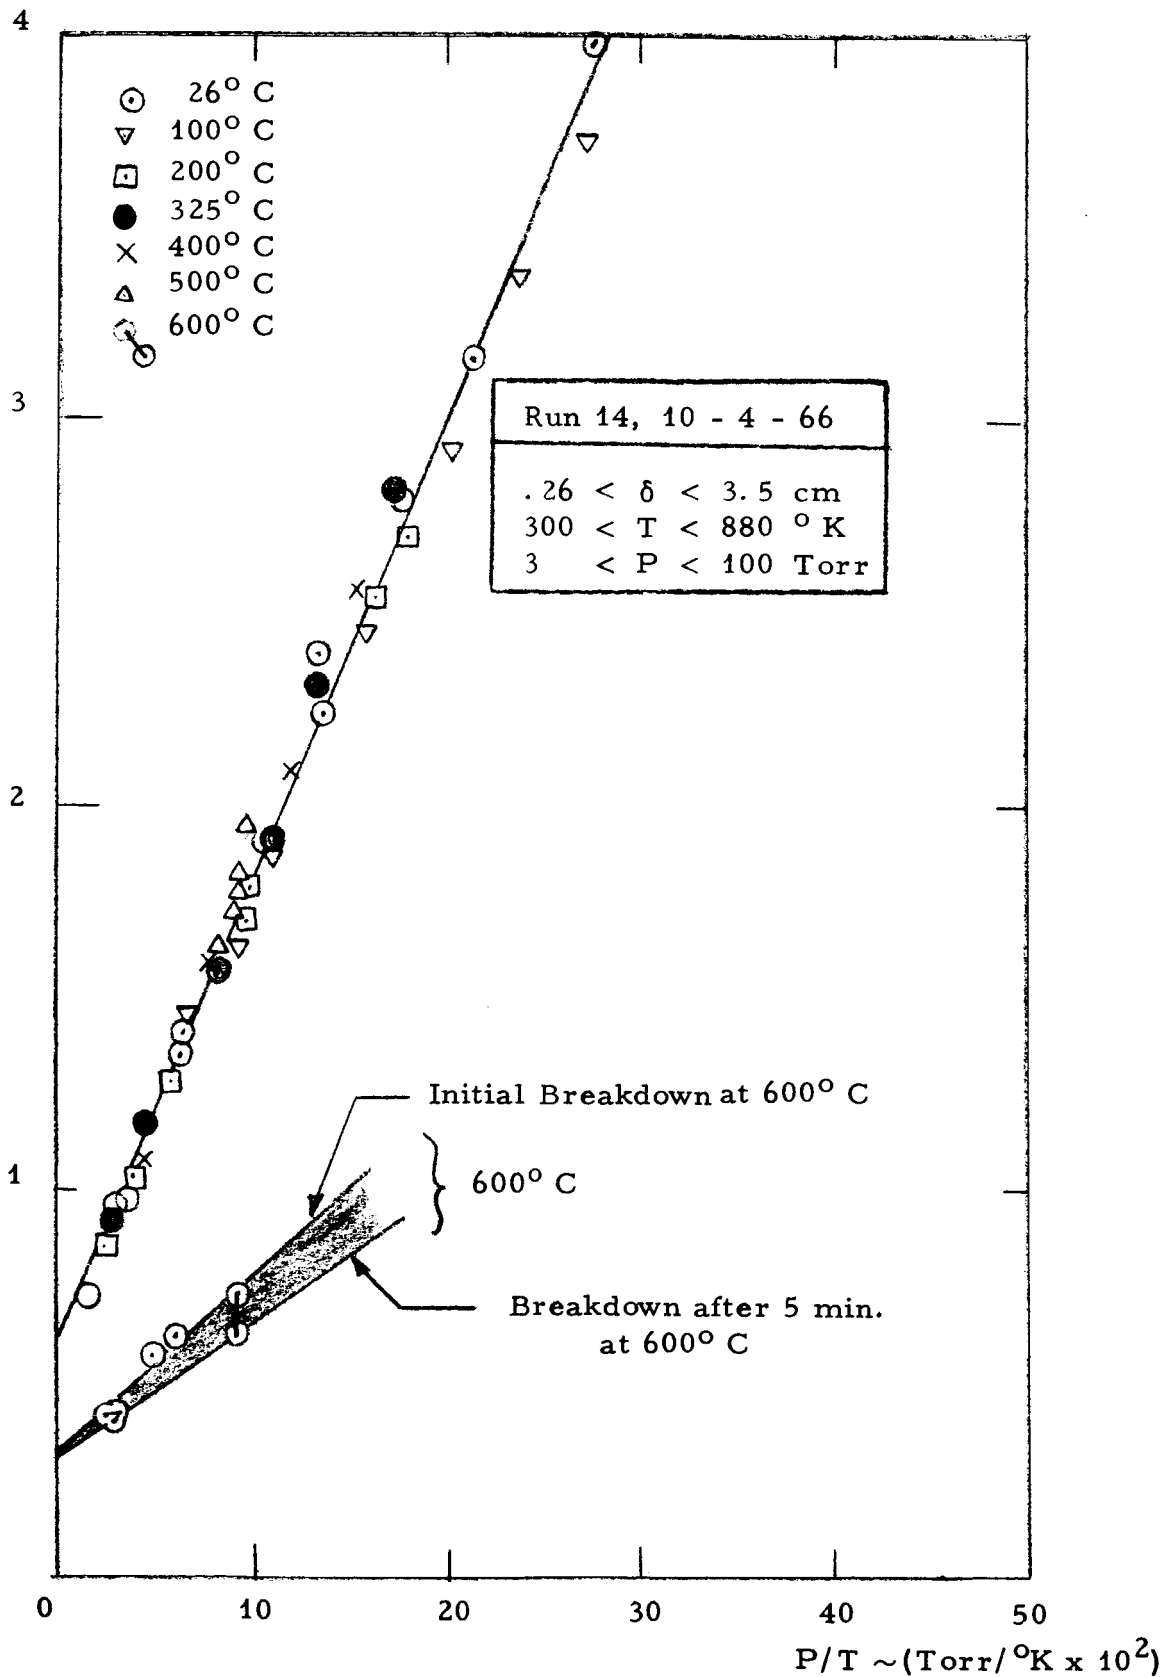 4
26° C
100° C
200° C
325° C
400° C
500° C
600° C
3
Run 14, 10 - 4 - 66
.26 < δ < 3.5 cm
300 < T < 880 °K
3 < P < 100 Torr
2
Initial Breakdown at 600° C
1
600° C
Breakdown after 5 min.
at 600° C
0 10 20 30 40 50
P/T ~ (Torr/°K x 10²)